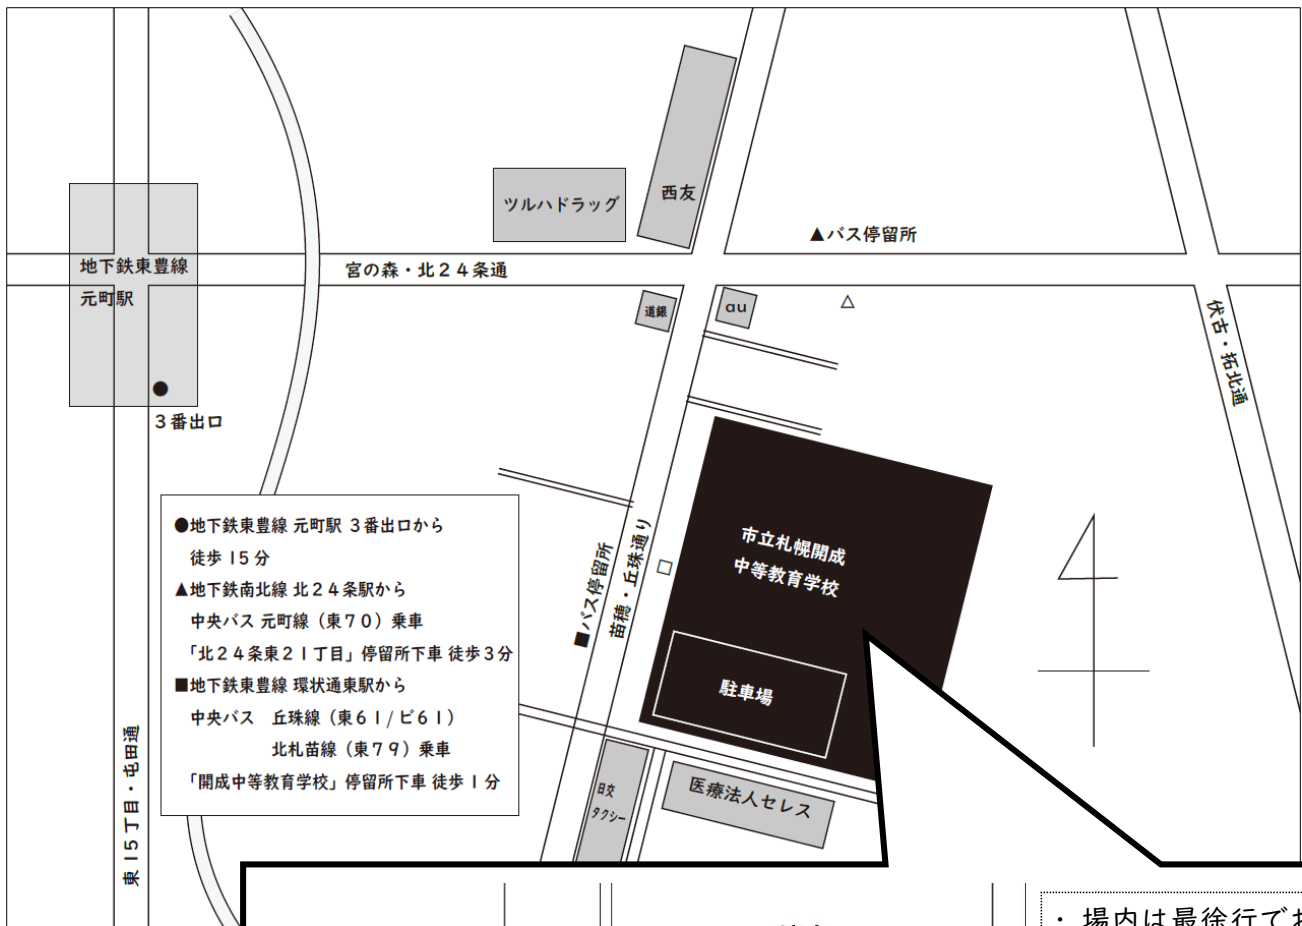 西友
ツルハドラッグ
▲バス停留所
地下鉄東豊線
元町駅
宮の森・北24条通
道銀
au
△
伏古・拓北通
●
3番出口
●地下鉄東豊線 元町駅 3番出口から
徒歩15分
▲地下鉄南北線 北24条駅から
中央バス 元町線（東70）乗車
「北24条東21丁目」停留所下車 徒歩3分
■地下鉄東豊線 環状通東駅から
中央バス 丘珠線（東61/ビ61）
北札苗線（東79）乗車
「開成中等教育学校」停留所下車 徒歩1分
■バス停留所
苗穂・丘珠通り
□
市立札幌開成
中等教育学校
駐車場
東15丁目・屯田通
日交
タクシー
医療法人セレス
・ 場内は最徐行で